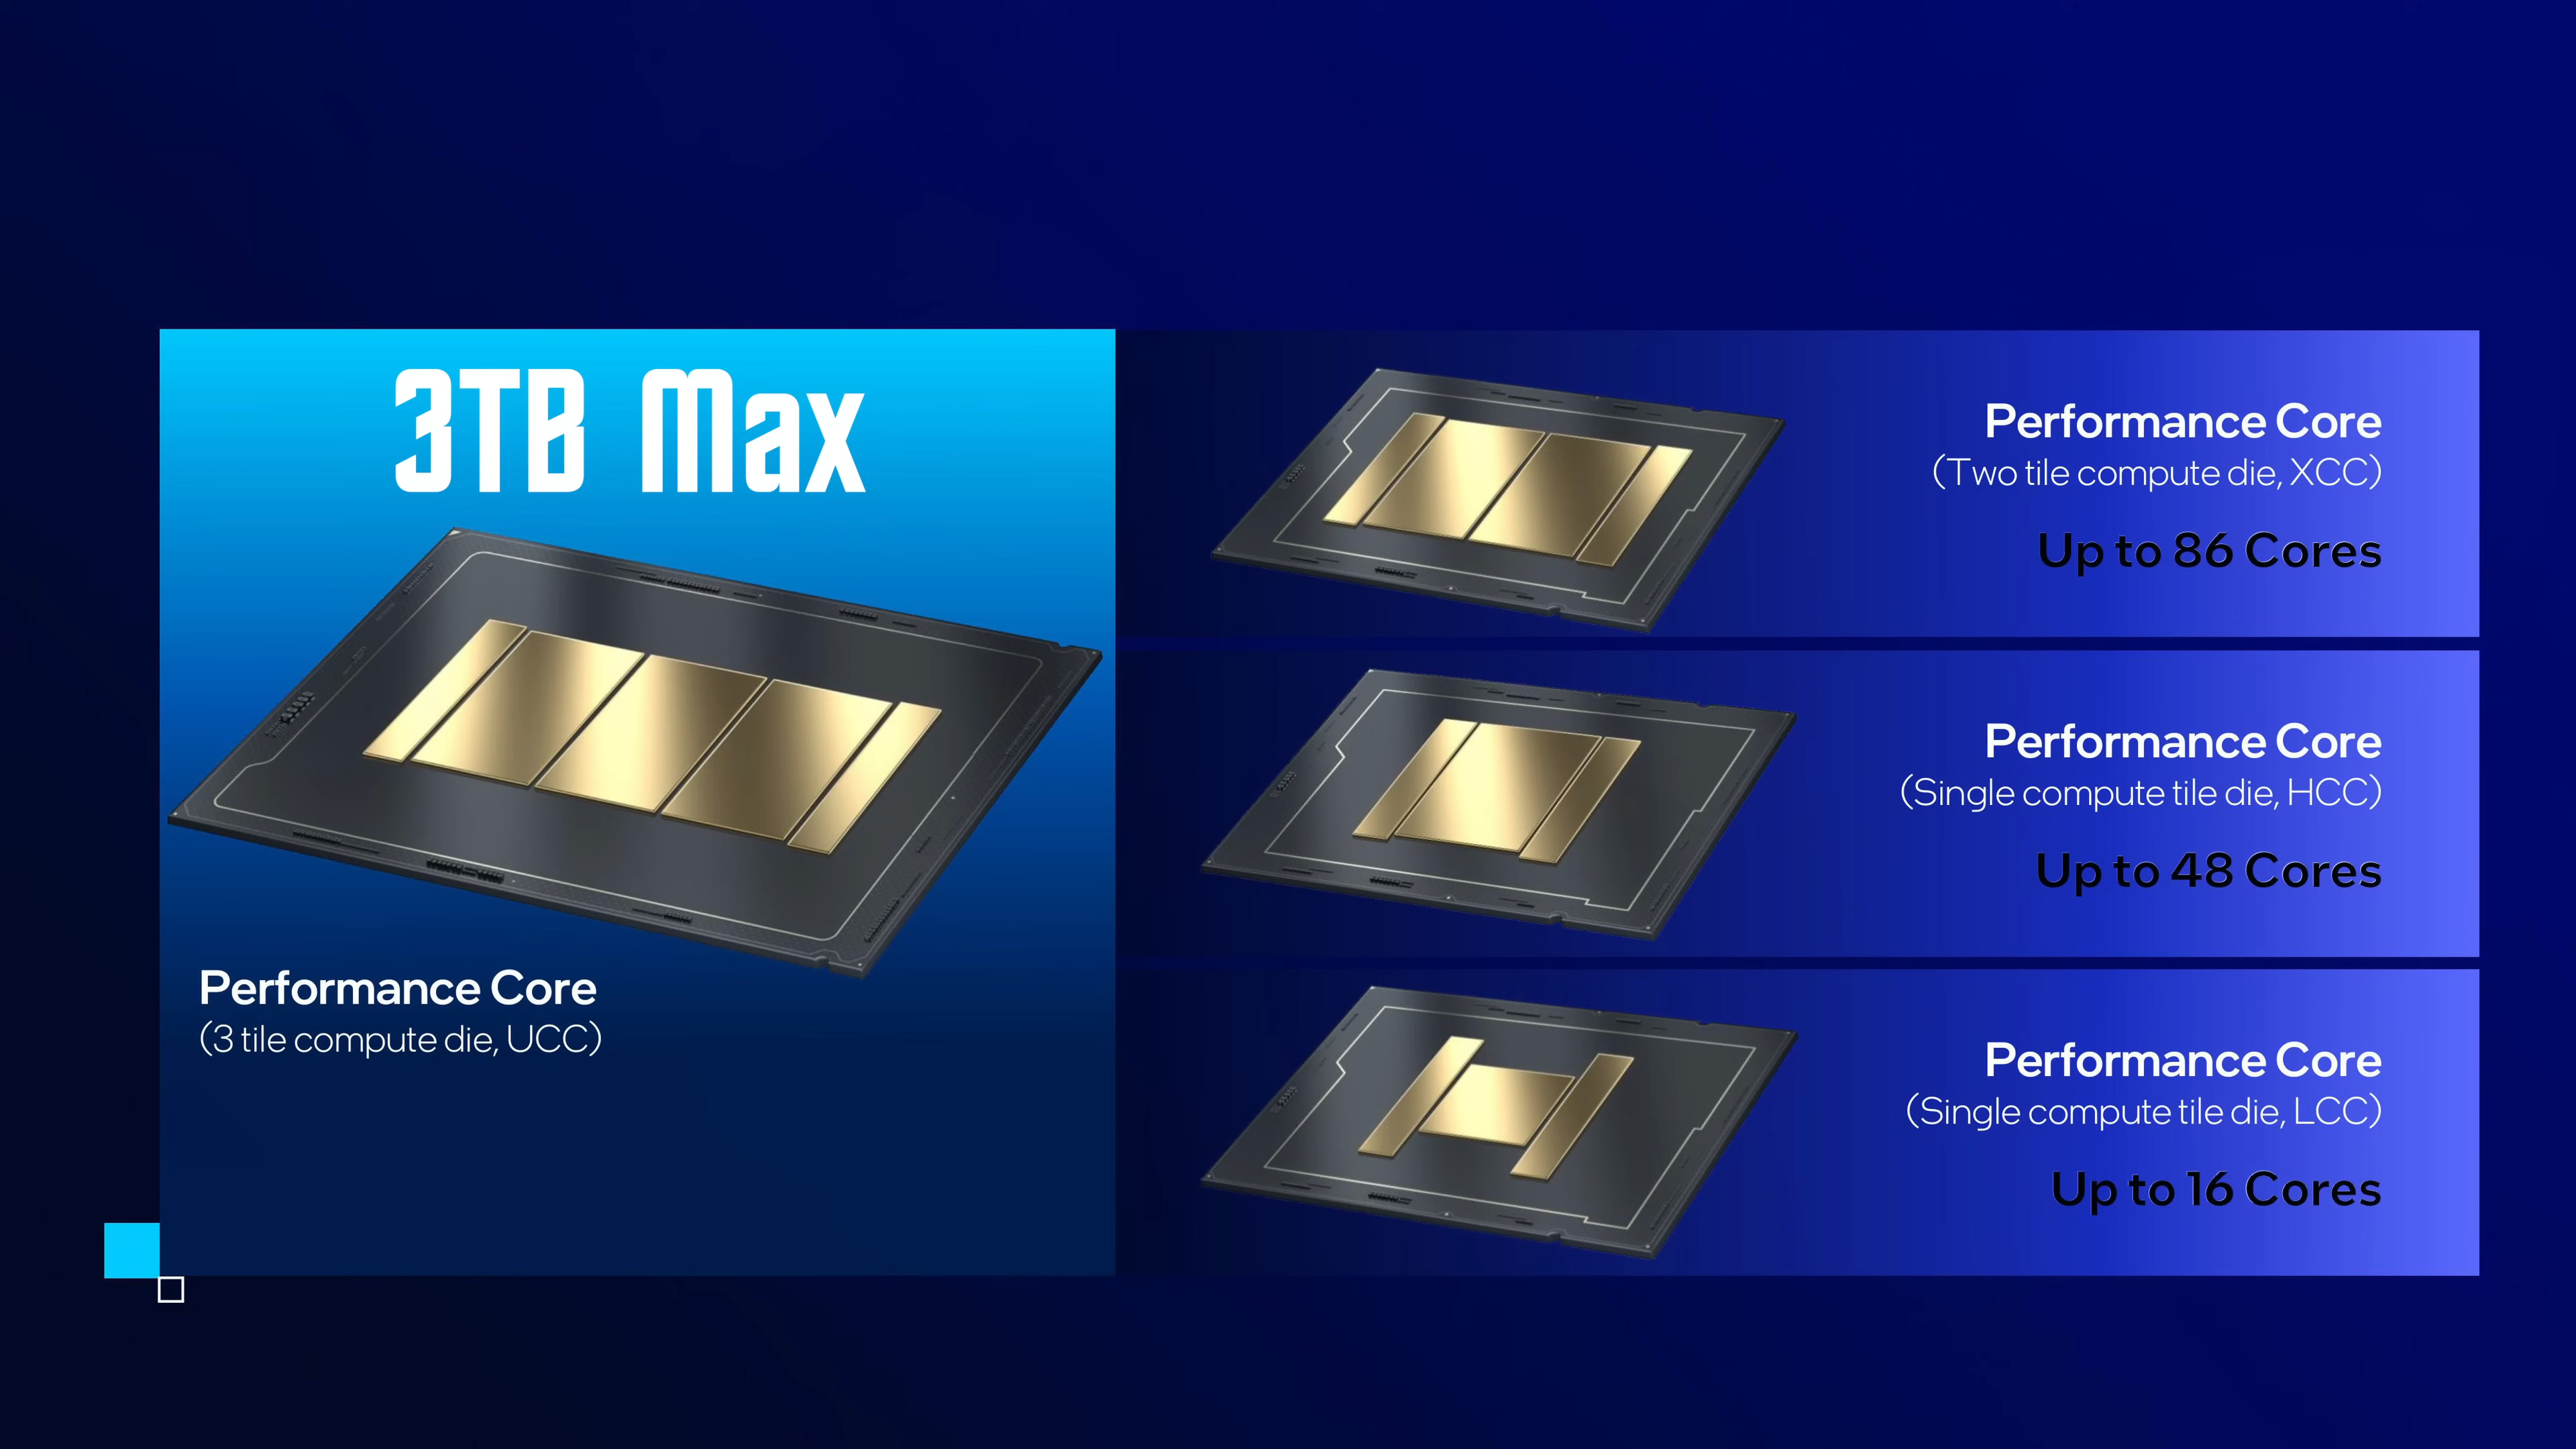 3TB Max
Performance Core
(3 tile compute die, UCC)
Performance Core
(Two tile compute die, XCC)
Up to 86 Cores
Performance Core
(Single compute tile die, HCC)
Up to 48 Cores
Performance Core
(Single compute tile die, LCC)
Up to 16 Cores